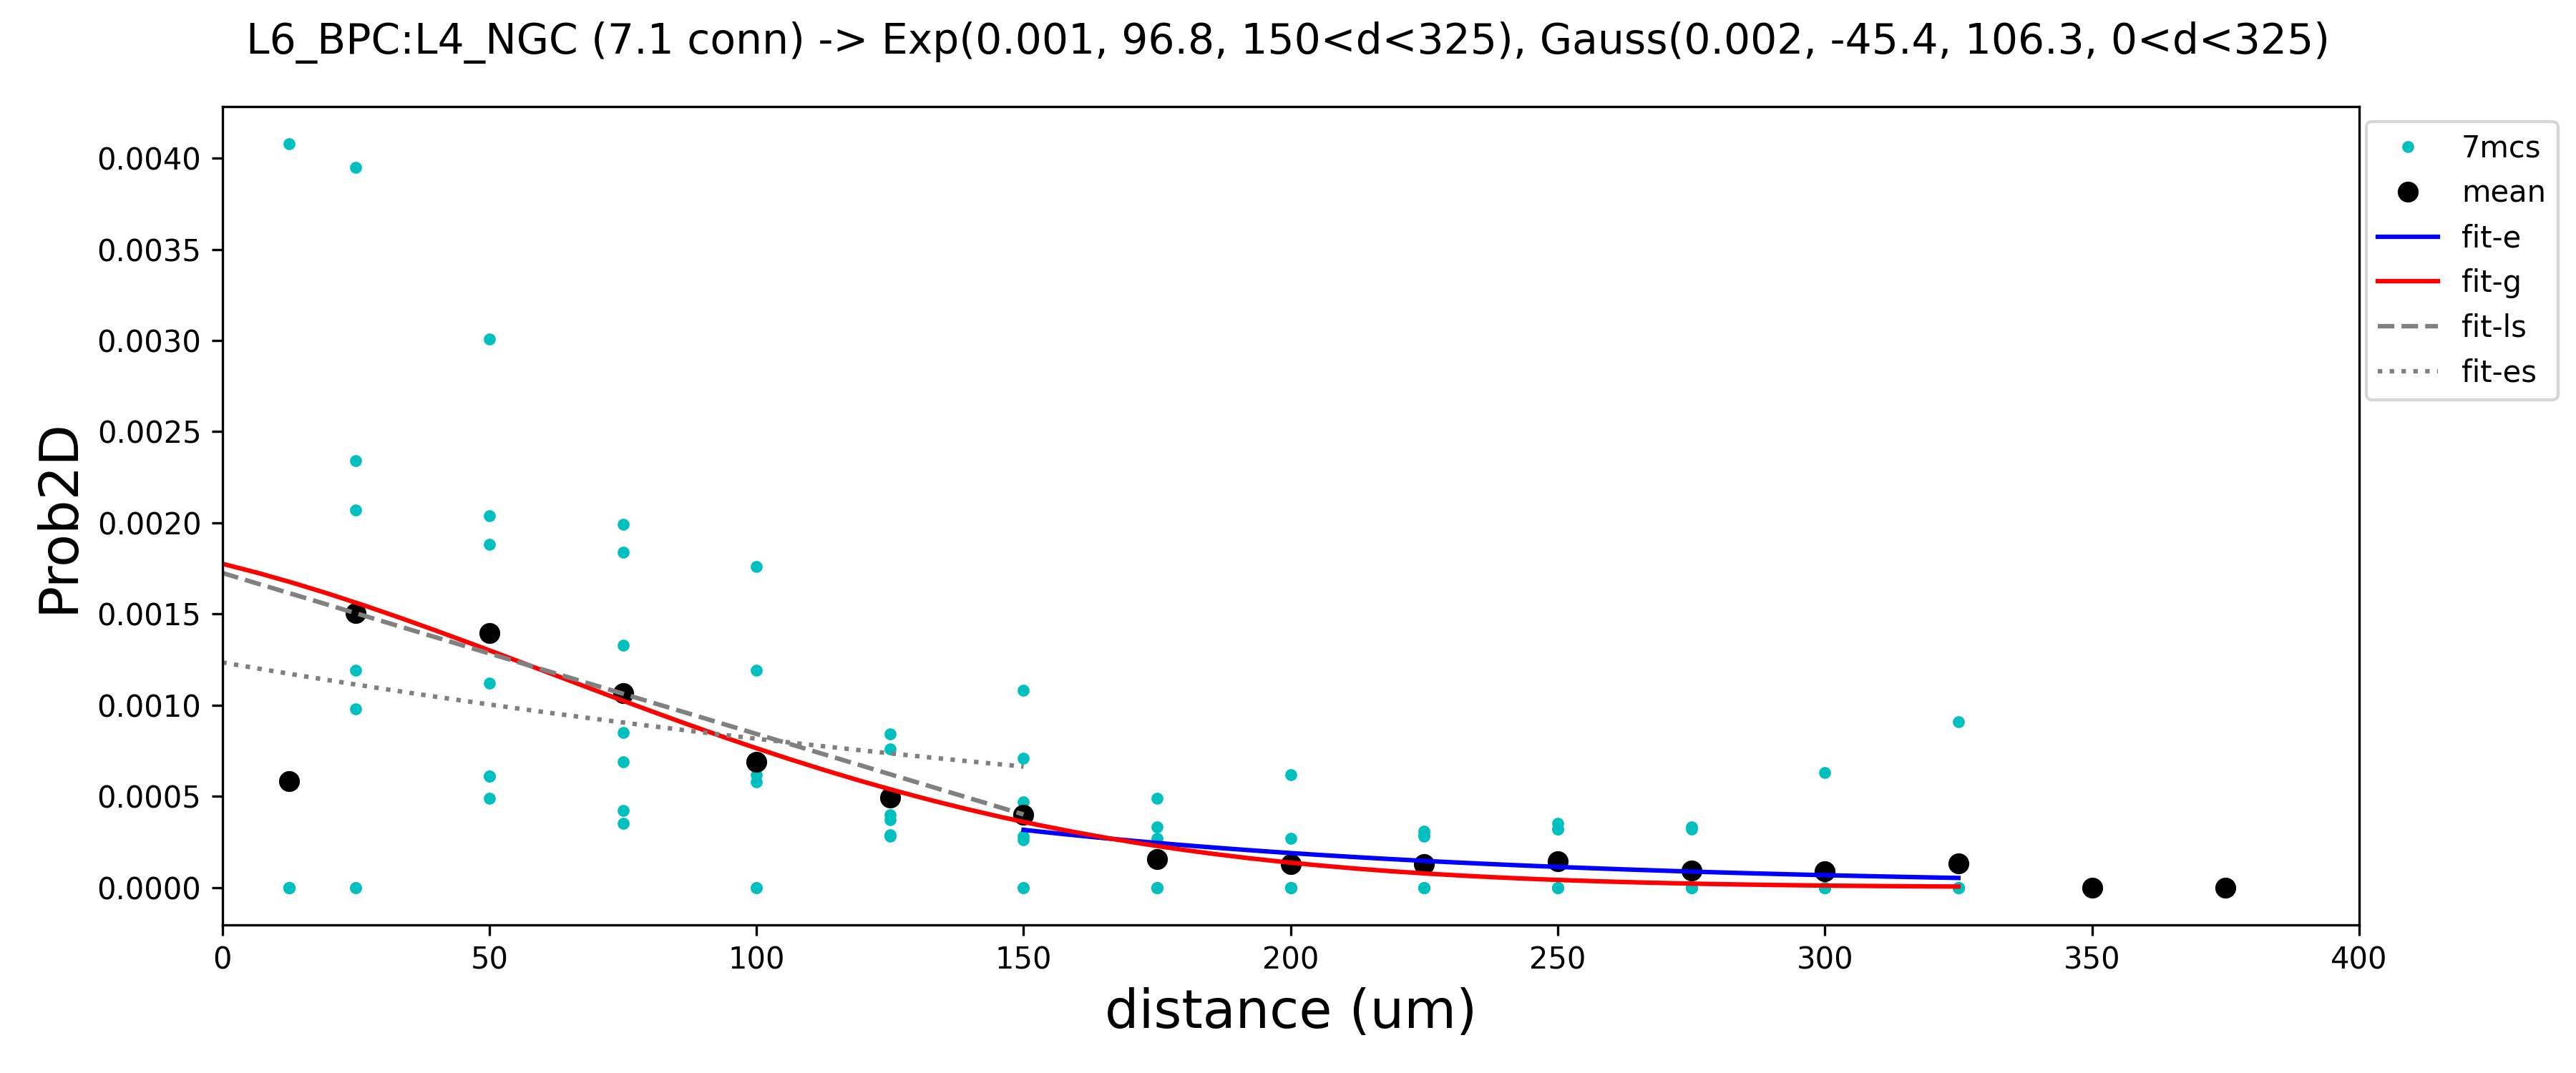 L6_BPC:L4_NGC (7.1 conn) -> Exp(0.001, 96.8, 150<d<325), Gauss(0.002, -45.4, 106.3, 0<d<325)
7mcs
mean
fit-e
fit-g
fit-ls
fit-es
Prob2D
0.0040
0.0035
0.0030
0.0025
0.0020
0.0015
0.0010
0.0005
0.0000
0 50 100 150 200 250 300 350 400
distance (um)